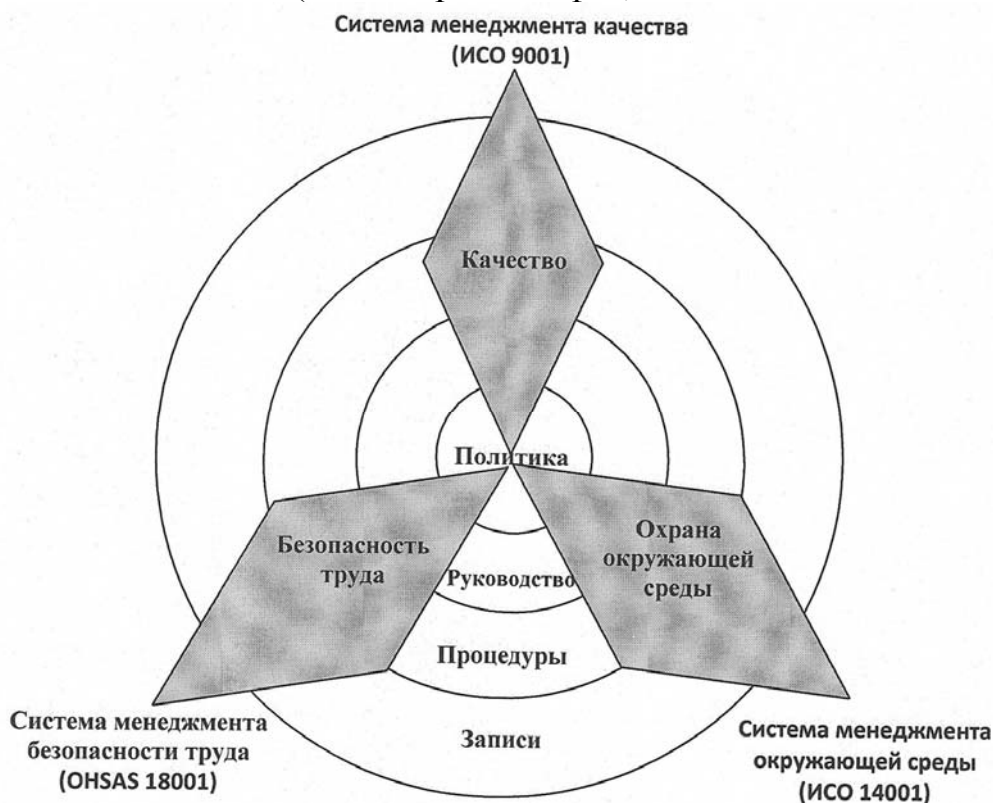 Система менеджмента качества
(ИСО 9001)
Качество
Политика
Безопасность
труда
Охрана
окружающей
среды
Руководство
Процедуры
Записи
Система менеджмента
безопасности труда
(OHSAS 18001)
Система менеджмента
окружающей среды
(ИСО 14001)